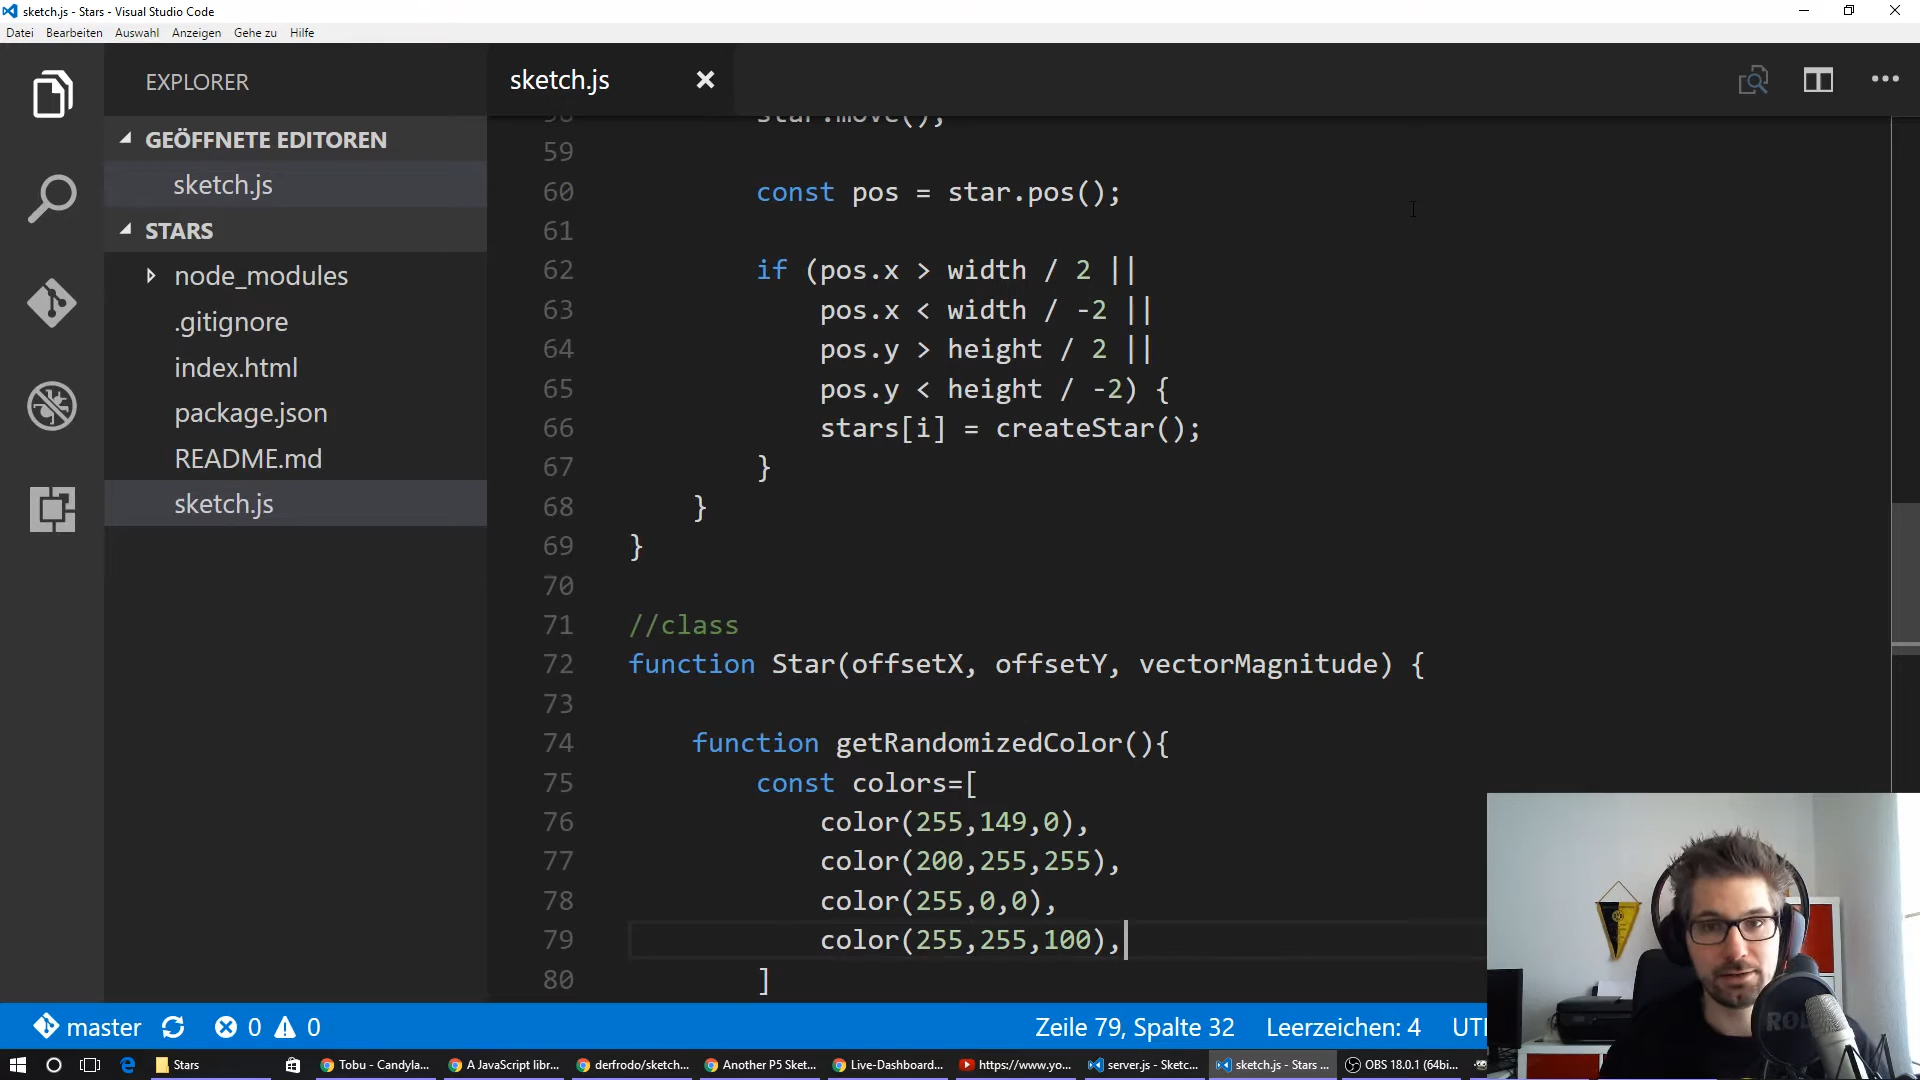 sketch.js - Stars - Visual Studio Code
Datei Bearbeiten Auswahl Anzeigen Gehe zu Hilfe
EXPLORER
GEÖFFNETE EDITOREN
sketch.js
STARS
node_modules
.gitignore
index.html
package.json
README.md
sketch.js
sketch.js
58 star.move();
59
60 const pos = star.pos();
61
62 if (pos.x > width / 2 ||
63 pos.x < width / -2 ||
64 pos.y > height / 2 ||
65 pos.y < height / -2) {
66 stars[i] = createStar();
67 }
68 }
69 }
70
71 //class
72 function Star(offsetX, offsetY, vectorMagnitude) {
73
74 function getRandomizedColor(){
75 const colors=[
76 color(255,149,0),
77 color(200,255,255),
78 color(255,0,0),
79 color(255,255,100),
80 ]
master 0 0 Zeile 79, Spalte 32 Leerzeichen: 4 UTF
Stars Tobu - Candyla... A JavaScript libr... derfrodo/sketch... Another P5 Sket... Live-Dashboard... https://www.yo... server.js - Sketc... sketch.js - Stars ... OBS 18.0.1 (64bi...